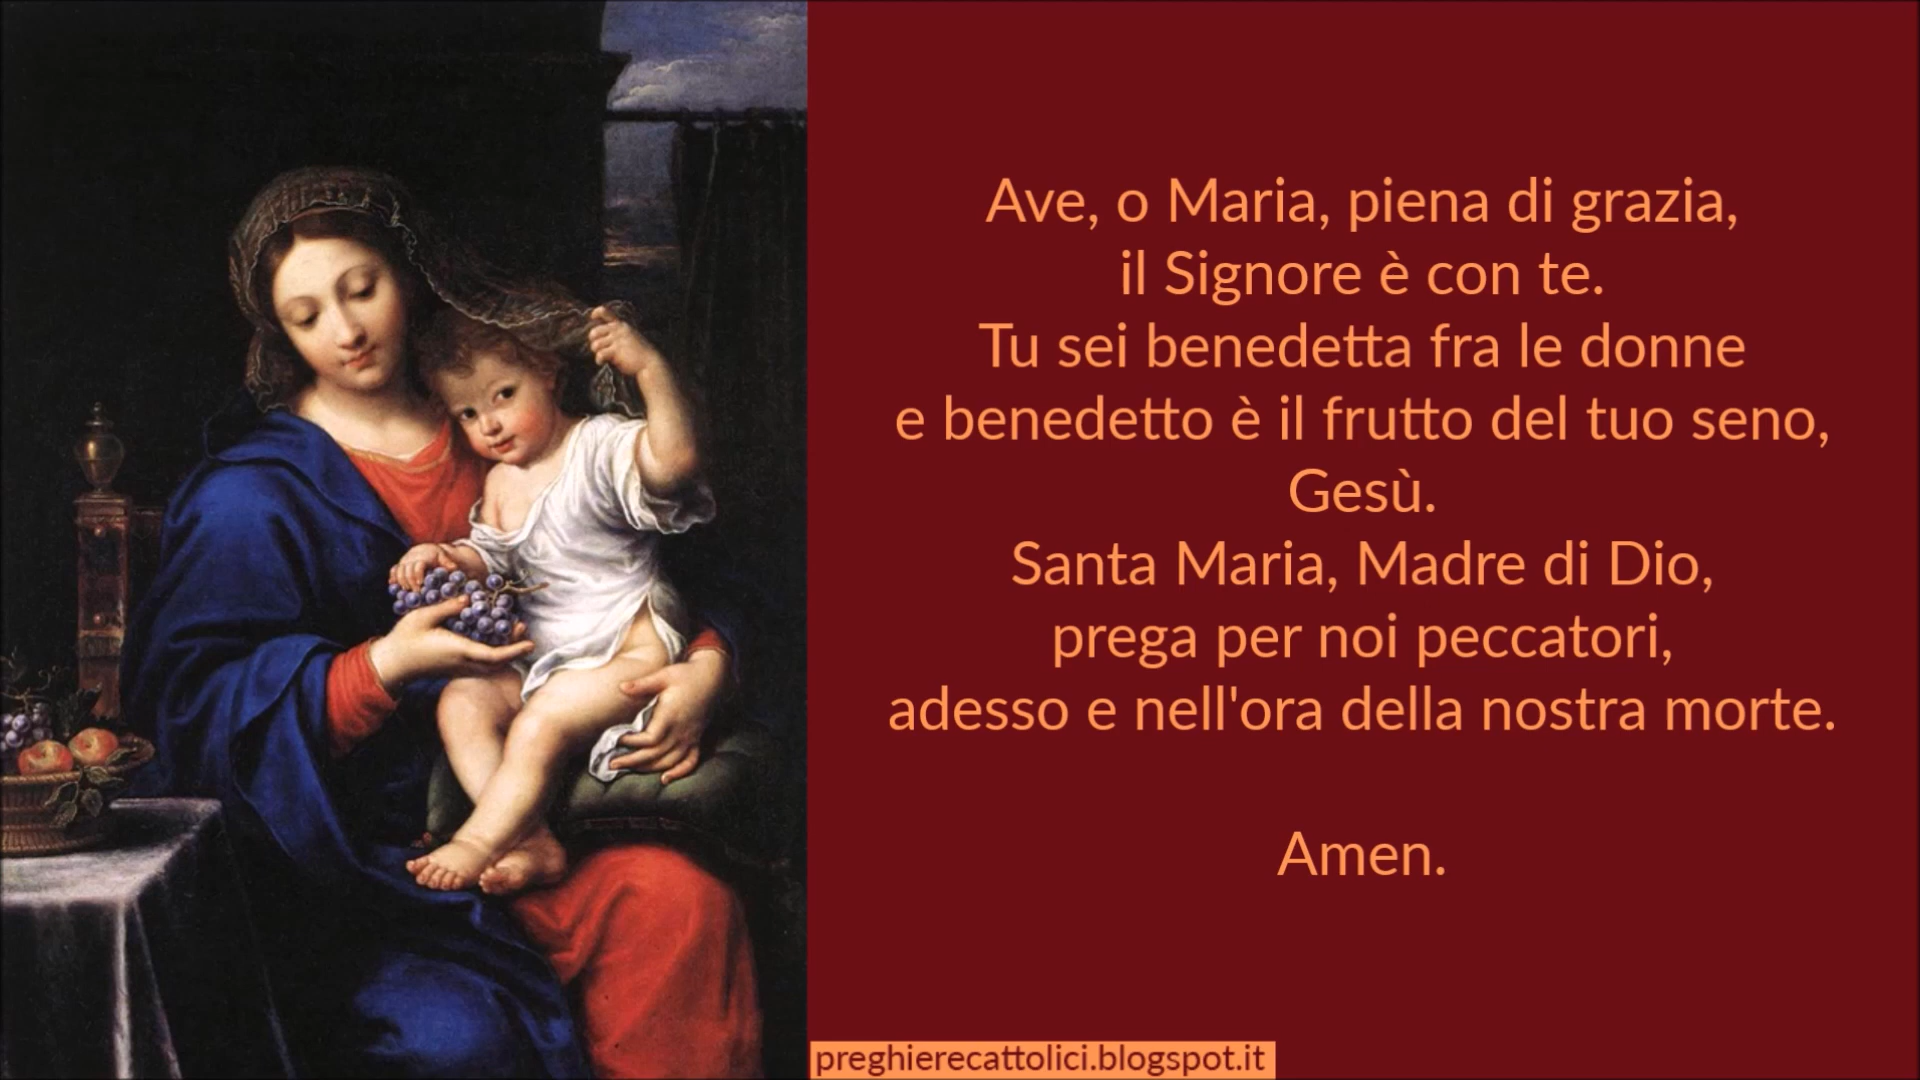 Ave, o Maria, piena di grazia,
il Signore è con te.
Tu sei benedetta fra le donne
e benedetto è il frutto del tuo seno,
Gesù.
Santa Maria, Madre di Dio,
prega per noi peccatori,
adesso e nell'ora della nostra morte.
Amen.
preghierecattolici.blogspot.it